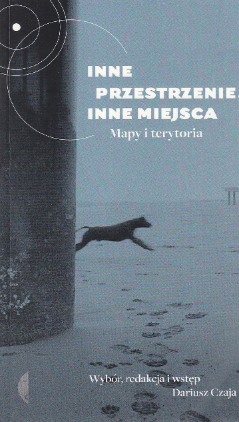 INNE
PRZESTRZENIE,
INNE MIEJSCA
Mapy i terytoria
Wybór, redakcja i wstęp
Dariusz Czaja